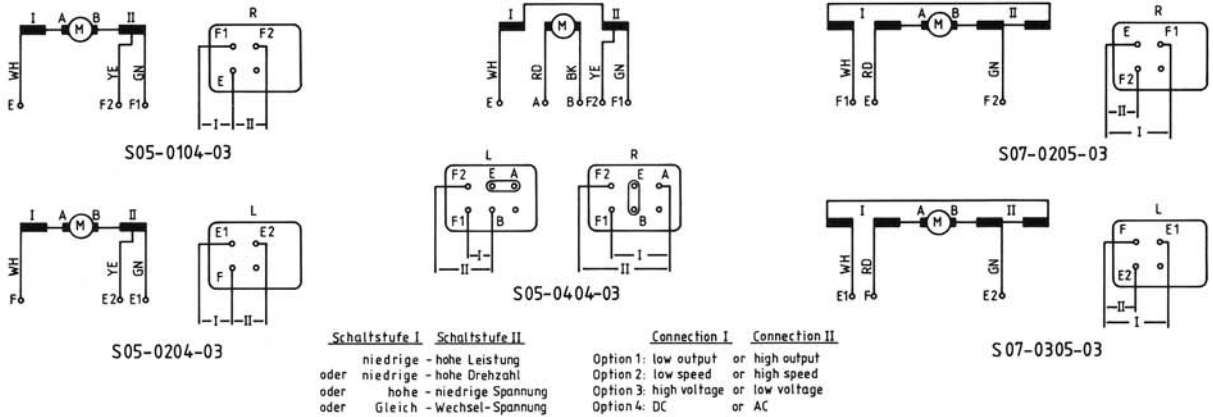 I A B II
M
WH YE GN
E F2 F1
R
F1 F2
E
I II
S05-0104-03
I II
M
WH RD BK YE GN
E A B F2 F1
L
F2 E A
F1 B
I
II
R
F2 E A
F1 B
I
II
S05-0404-03
I A B II
M
WH RD GN
F1 E F2
R
E F1
F2
II
I
S07-0205-03
I A B II
M
WH YE GN
F E2 E1
L
E1 E2
F
I II
S05-0204-03
I A B II
M
WH RD GN
E1 F E2
L
F E1
E2
II
I
S07-0305-03
Schaltstufe I Schaltstufe II
niedrige - hohe Leistung
oder niedrige - hohe Drehzahl
oder hohe - niedrige Spannung
oder Gleich - Wechsel-Spannung
Connection I Connection II
Option 1: low output or high output
Option 2: low speed or high speed
Option 3: high voltage or low voltage
Option 4: DC or AC